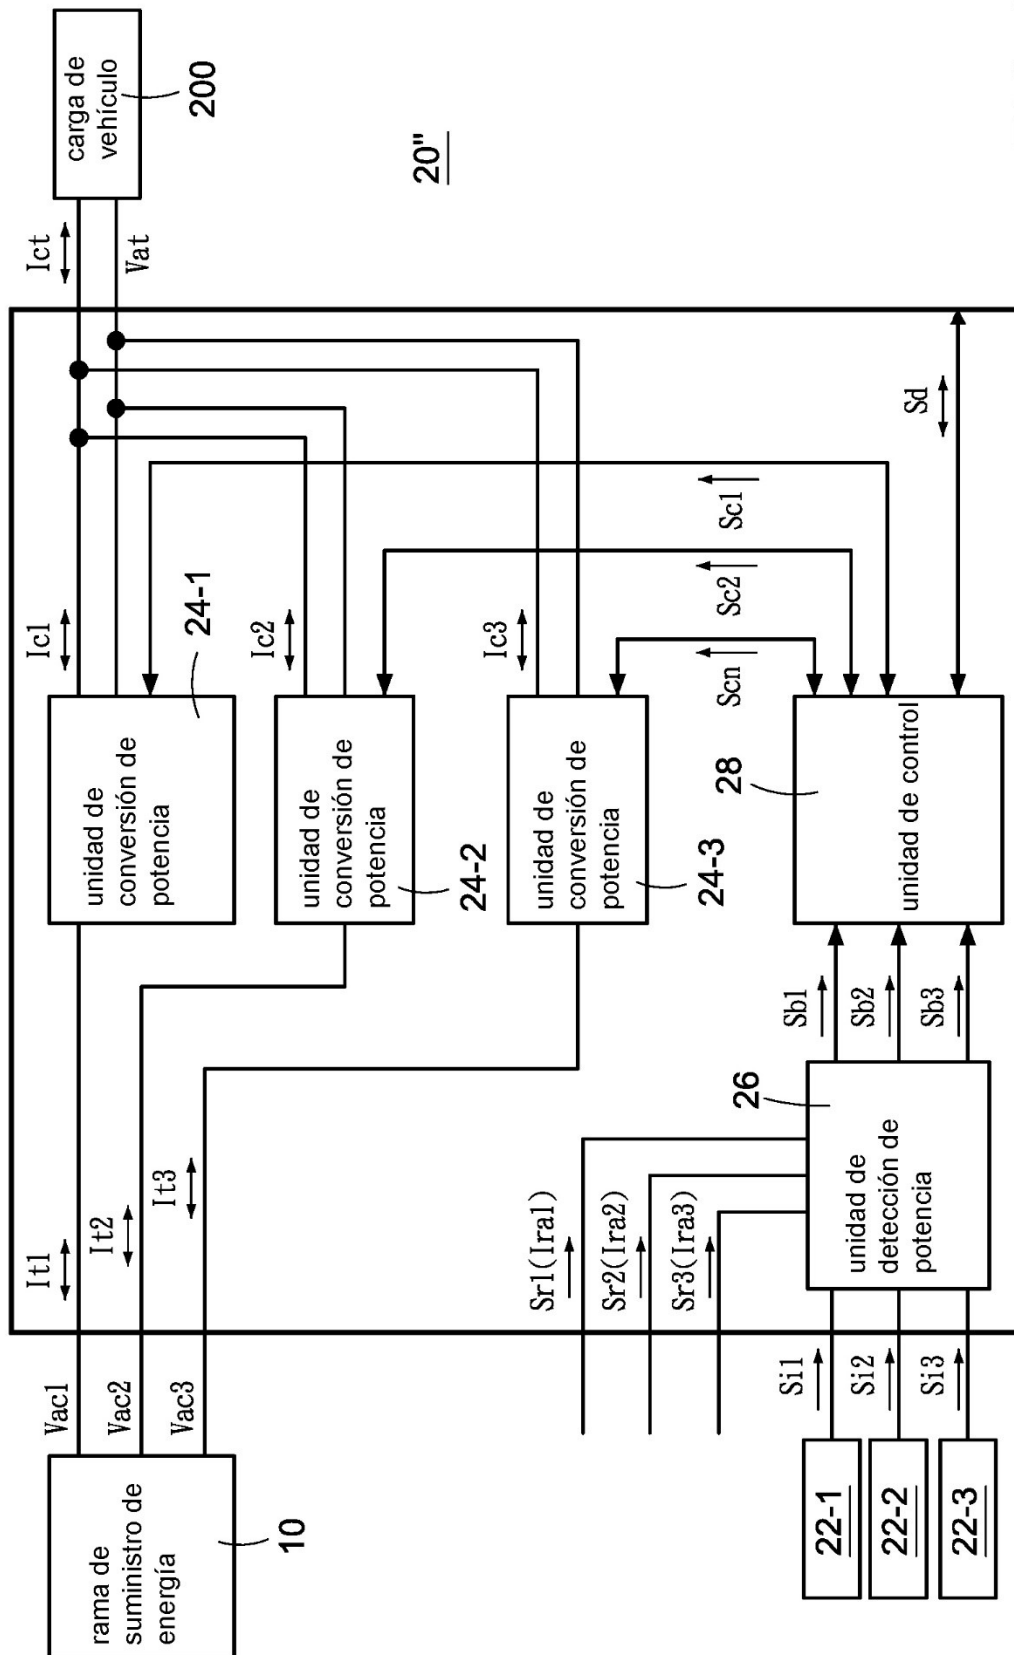 rama de
suministro de
energía
10
Vac1
Vac2
Vac3
It1
It2
It3
unidad de
conversión de
potencia
24-1
unidad de
conversión de
potencia
24-2
unidad de
conversión de
potencia
24-3
Ic1
Ic2
Ic3
Ict
Vat
carga de
vehículo
200
20"
Sr1(Ira1)
Sr2(Ira2)
Sr3(Ira3)
22-1
22-2
22-3
Si1
Si2
Si3
unidad de
detección de
potencia
26
Sb1
Sb2
Sb3
unidad de control
28
Scn
Sc2
Sc1
Sd